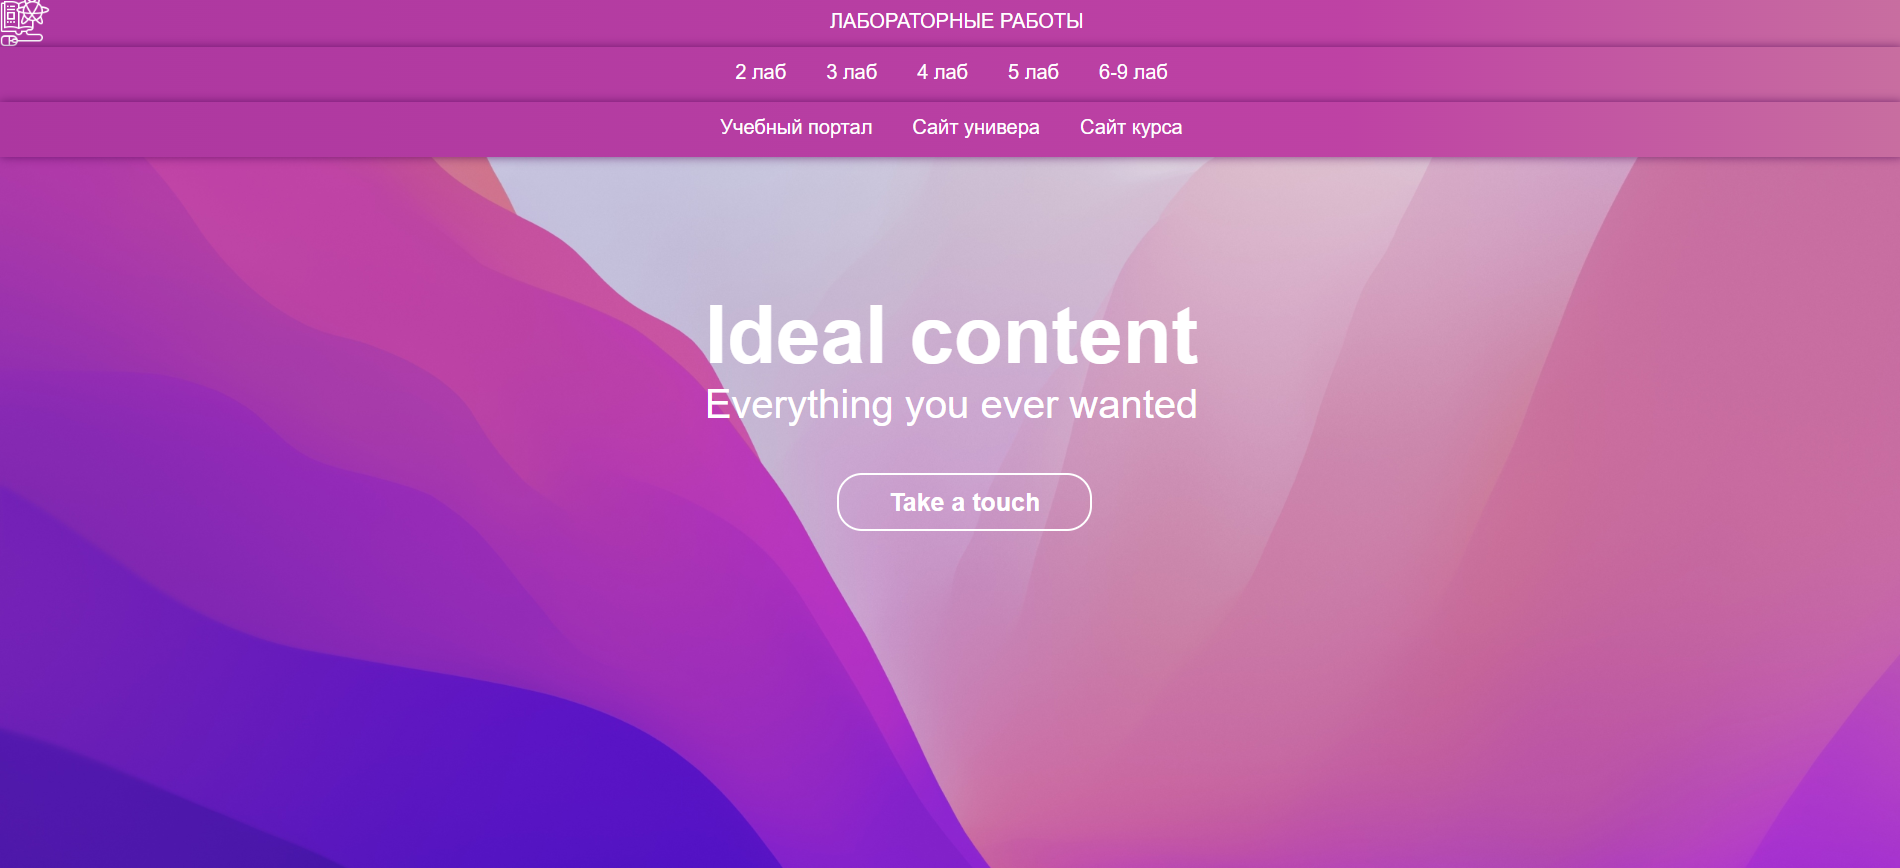 ЛАБОРАТОРНЫЕ РАБОТЫ
2 лаб 3 лаб 4 лаб 5 лаб 6-9 лаб
Учебный портал Сайт универа Сайт курса
Ideal content
Everything you ever wanted
Take a touch